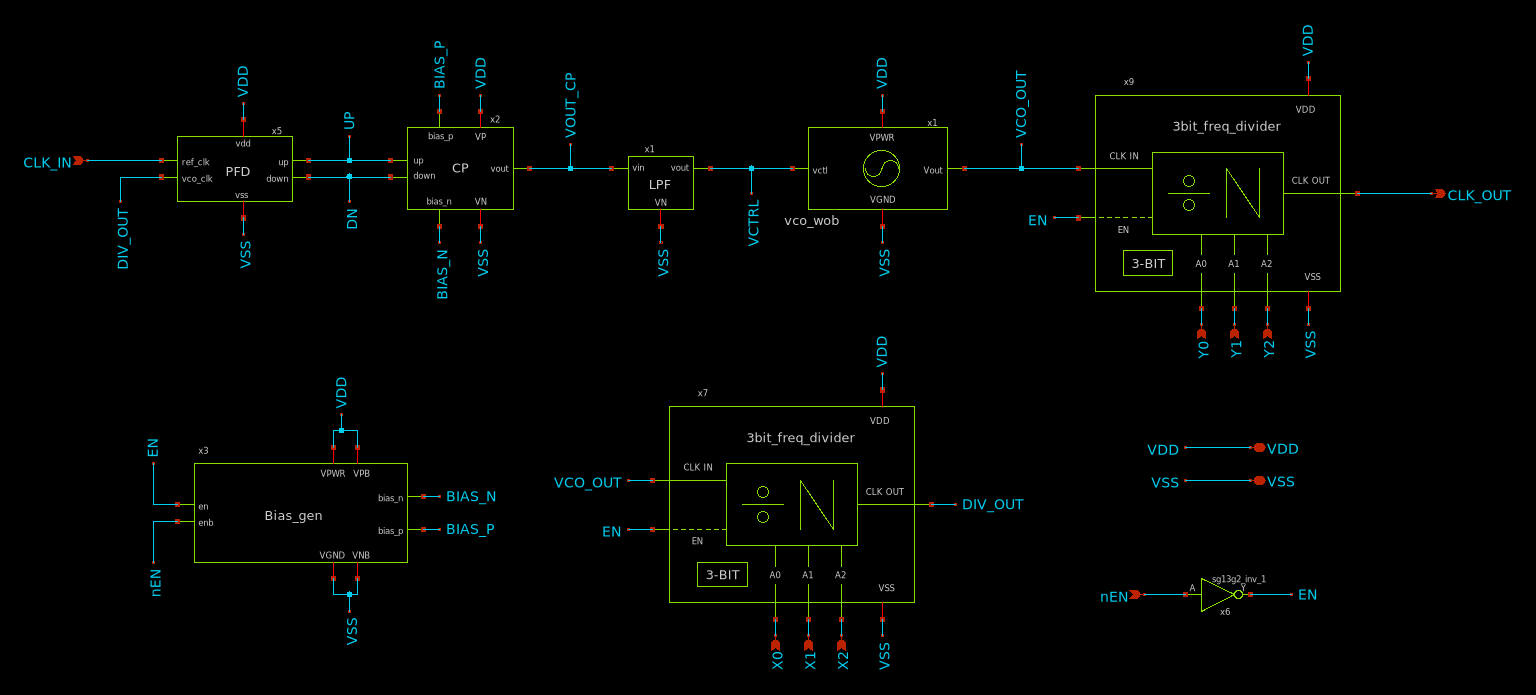 VDD
x5
vdd
CLK_IN
ref_clk
up
PFD
vco_clk
down
vss
DIV_OUT
VSS
UP
DN
BIAS_P
VDD
x2
bias_p
VP
up
CP
vout
down
bias_n
VN
BIAS_N
VSS
VOUT_CP
x1
vin
vout
LPF
VN
VSS
VCTRL
VDD
x1
VPWR
vctl
Vout
VGND
vco_wob
VSS
VCO_OUT
x9
VDD
VDD
3bit_freq_divider
CLK IN
CLK OUT
CLK_OUT
EN
EN
3-BIT
A0
A1
A2
VSS
Y0
Y1
Y2
VSS
VDD
EN
x3
VPWR
VPB
en
bias_n
BIAS_N
Bias_gen
enb
bias_p
BIAS_P
VGND
VNB
nEN
VSS
VDD
x7
VDD
3bit_freq_divider
VCO_OUT
CLK IN
CLK OUT
DIV_OUT
EN
EN
3-BIT
A0
A1
A2
VSS
X0
X1
X2
VSS
VDD
VDD
VSS
VSS
sg13g2_inv_1
nEN
A
Y
EN
x6